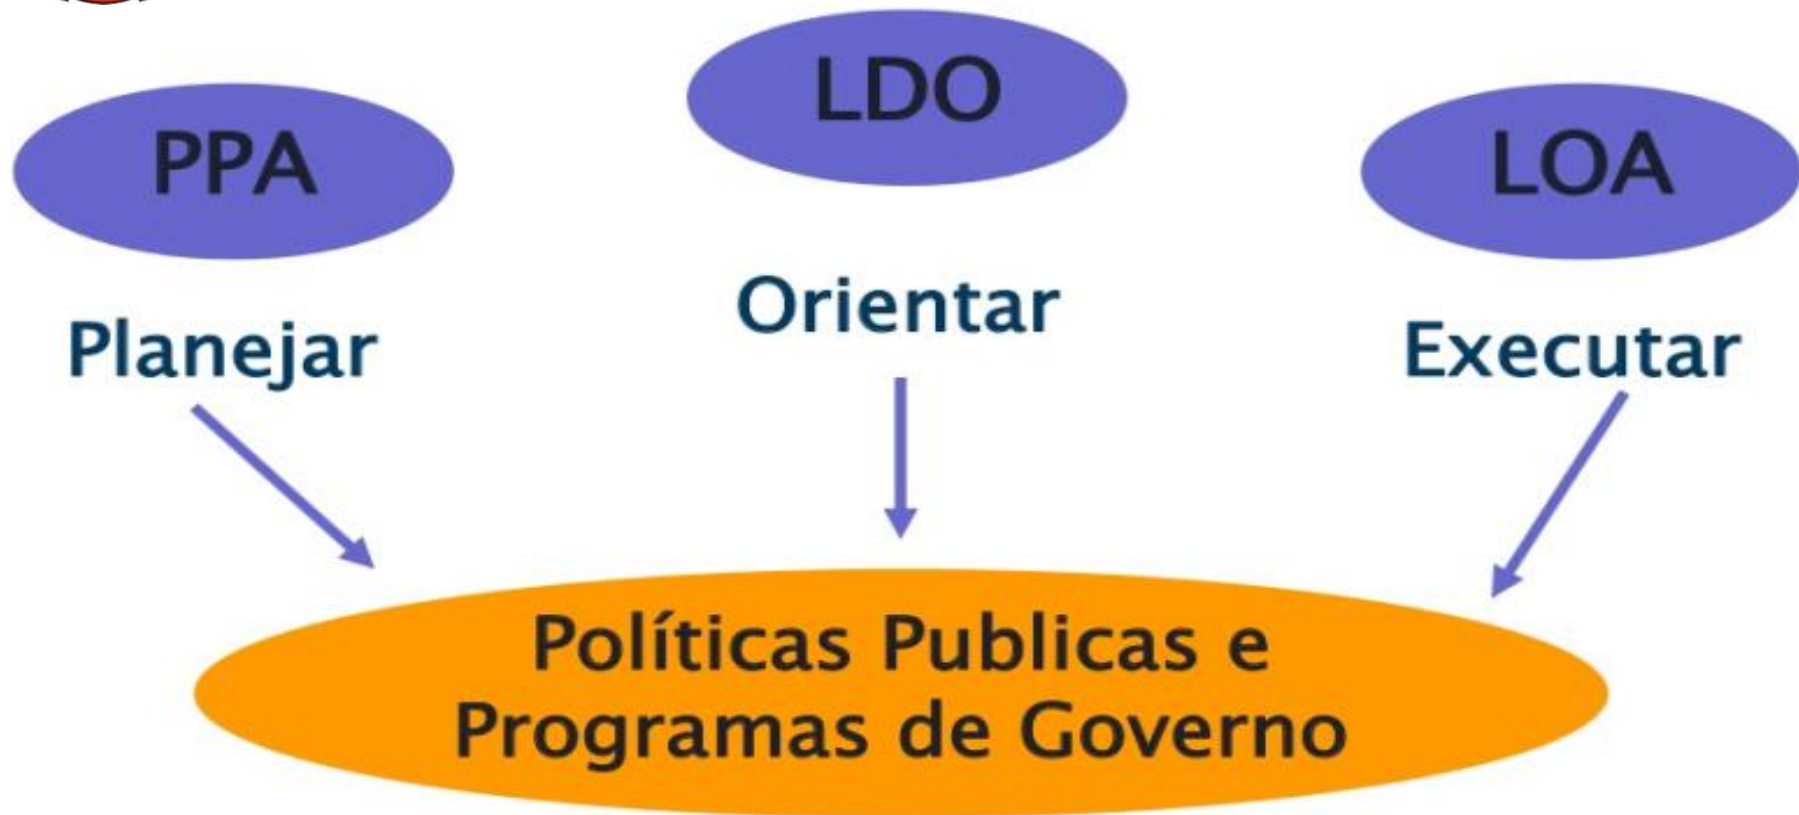 PPA
LDO
LOA
Planejar
Orientar
Executar
Políticas Publicas e
Programas de Governo